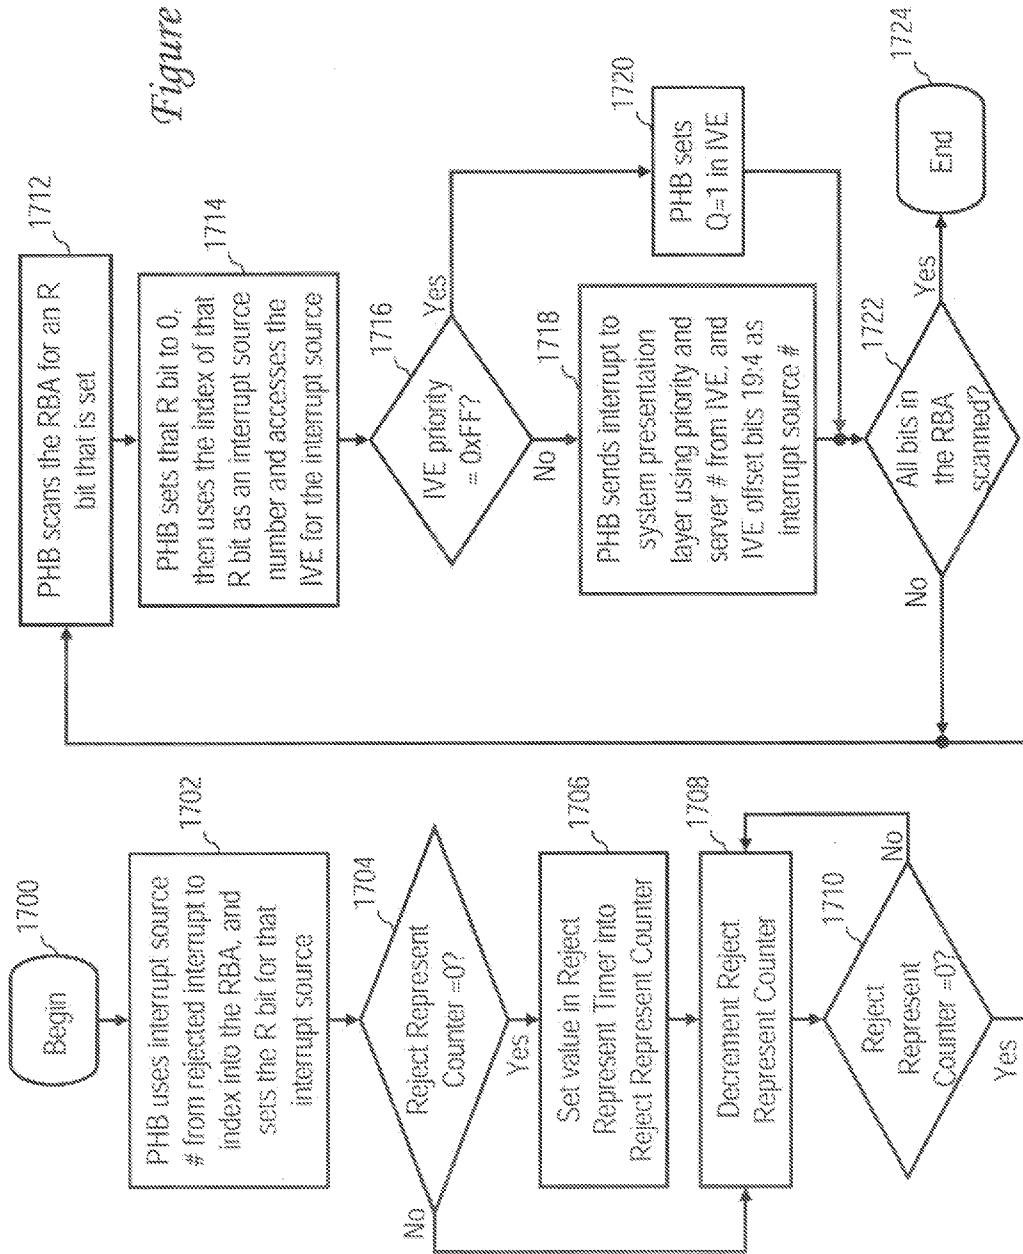 1700
Begin
1702
PHB uses interrupt source
# from rejected interrupt to
index into the RBA, and
sets the R bit for that
interrupt source
1704
Reject Represent
Counter =0?
No
Yes
1706
Set value in Reject
Represent Timer into
Reject Represent Counter
1708
Decrement Reject
Represent Counter
1710
Reject
Represent
Counter =0?
No
Yes
1712
PHB scans the RBA for an R
bit that is set
1714
PHB sets that R bit to 0,
then uses the index of that
R bit as an interrupt source
number and accesses the
IVE for the interrupt source
1716
IVE priority
= 0xFF?
Yes
No
1718
PHB sends interrupt to
system presentation
layer using priority and
server # from IVE, and
IVE offset bits 19:4 as
interrupt source #
1720
PHB sets
Q=1 in IVE
1722
All bits in
the RBA
scanned?
No
Yes
1724
End
Figure